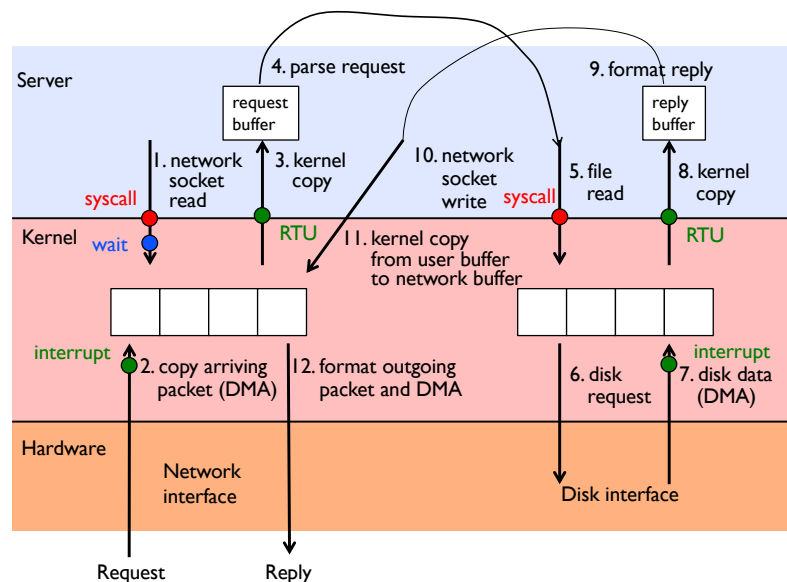 4. parse request
9. format reply
Server
request
buffer
reply
buffer
1. network
socket
read
3. kernel
copy
10. network
socket
write
5. file
read
8. kernel
copy
syscall
syscall
Kernel
wait
RTU
RTU
11. kernel copy
from user buffer
to network buffer
interrupt
2. copy arriving
packet (DMA)
12. format outgoing
packet and DMA
6. disk
request
interrupt
7. disk data
(DMA)
Hardware
Network
interface
Disk interface
Request
Reply